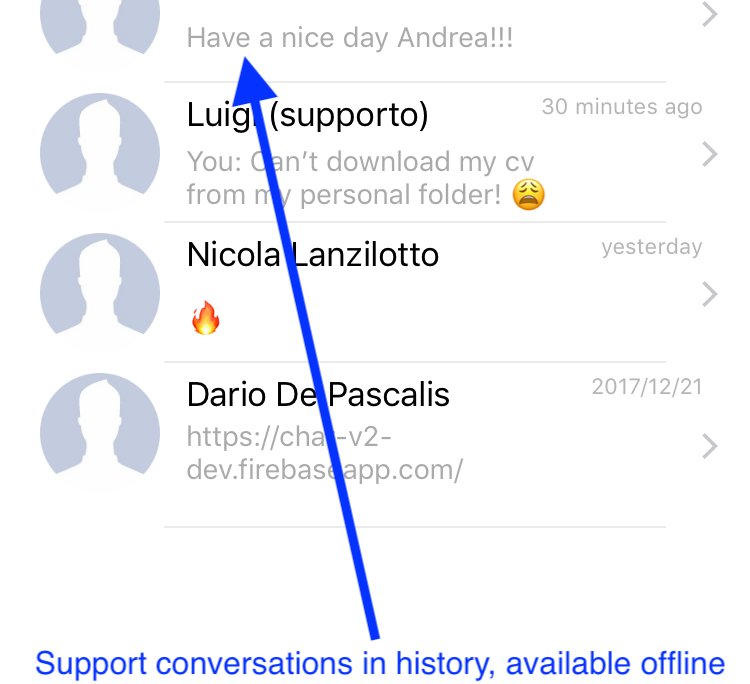 Have a nice day Andrea!!!
Luigi (supporto)
30 minutes ago
You: Can’t download my cv
from my personal folder! 😩
Nicola Lanzilotto
yesterday
🔥
Dario De Pascalis
2017/12/21
https://chat-v2-
dev.firebaseapp.com/
Support conversations in history, available offline